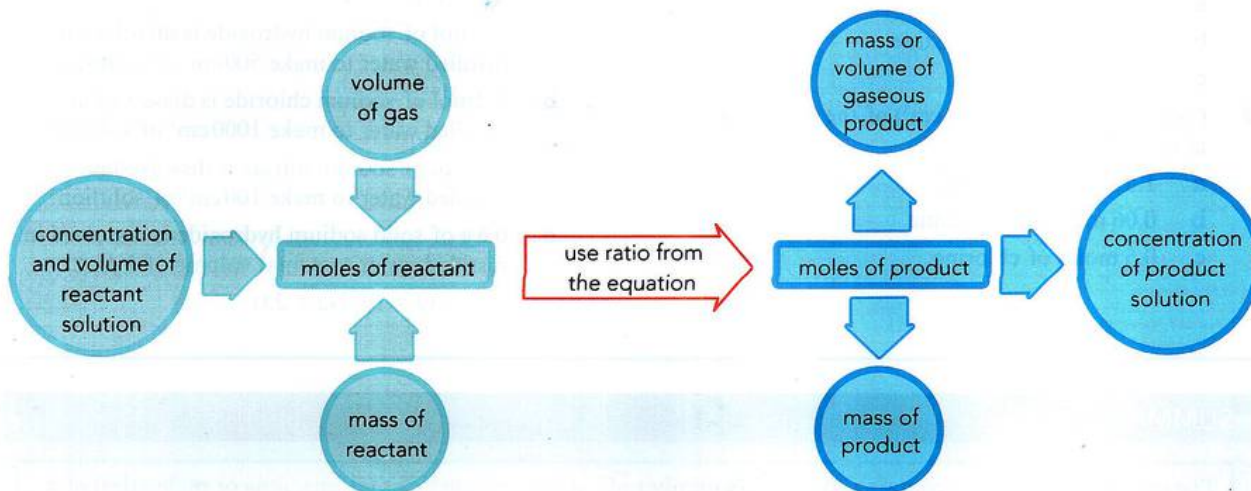 volume
of gas
mass or
volume of
gaseous
product
concentration
and volume of
reactant
solution
moles of reactant
use ratio from
the equation
moles of product
concentration
of product
solution
mass of
reactant
mass of
product